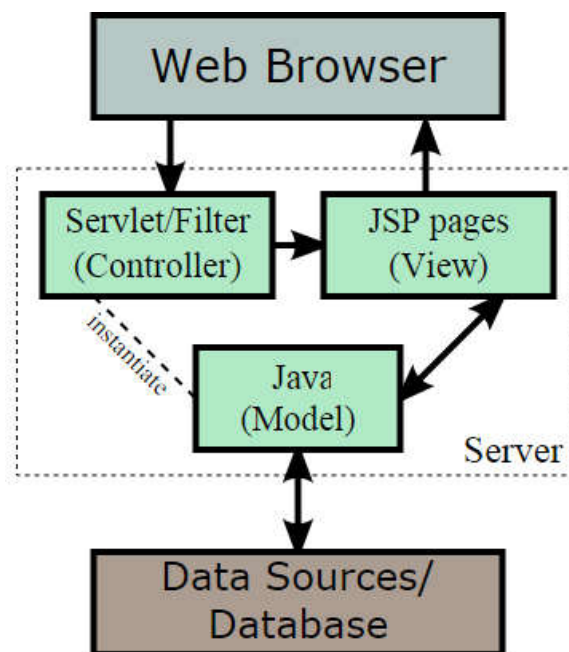 Web Browser
Servlet/Filter
(Controller)
JSP pages
(View)
instantiate
Java
(Model)
Server
Data Sources/
Database